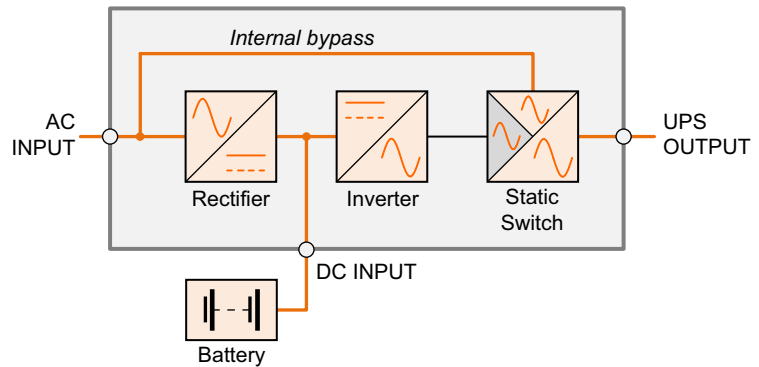 Internal bypass
AC
INPUT
UPS
OUTPUT
Rectifier
Inverter
Static
Switch
DC INPUT
Battery